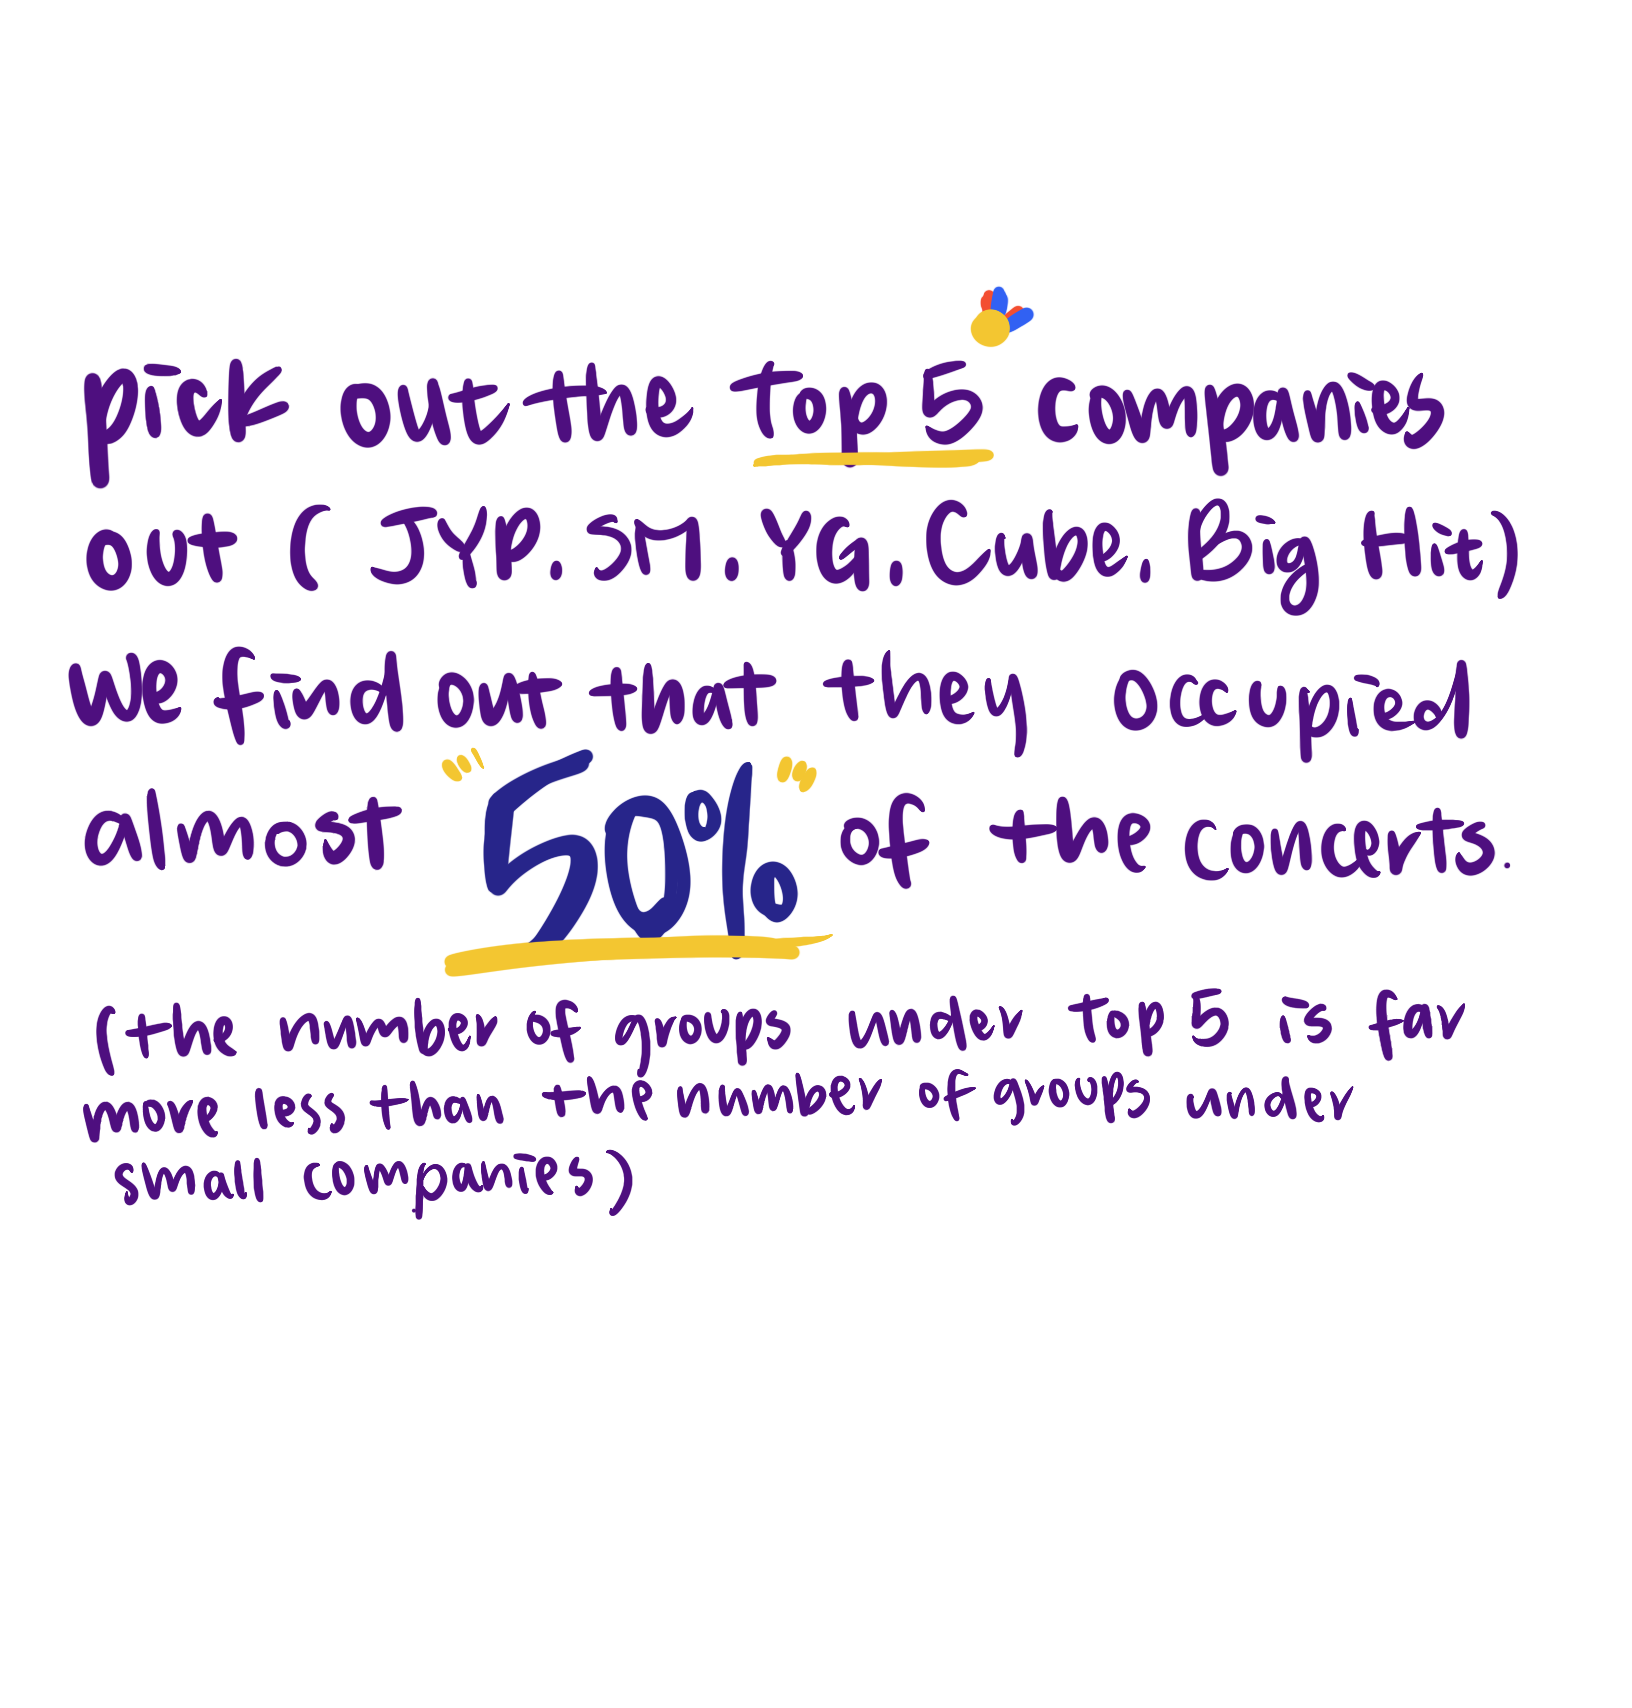 pick out the top 5 companies
out ( JYP. SM. YG. Cube. Big Hit)
we find out that they occupied
almost "50%" of the concerts.
(the number of groups under top 5 is far
more less than the number of groups under
small companies)